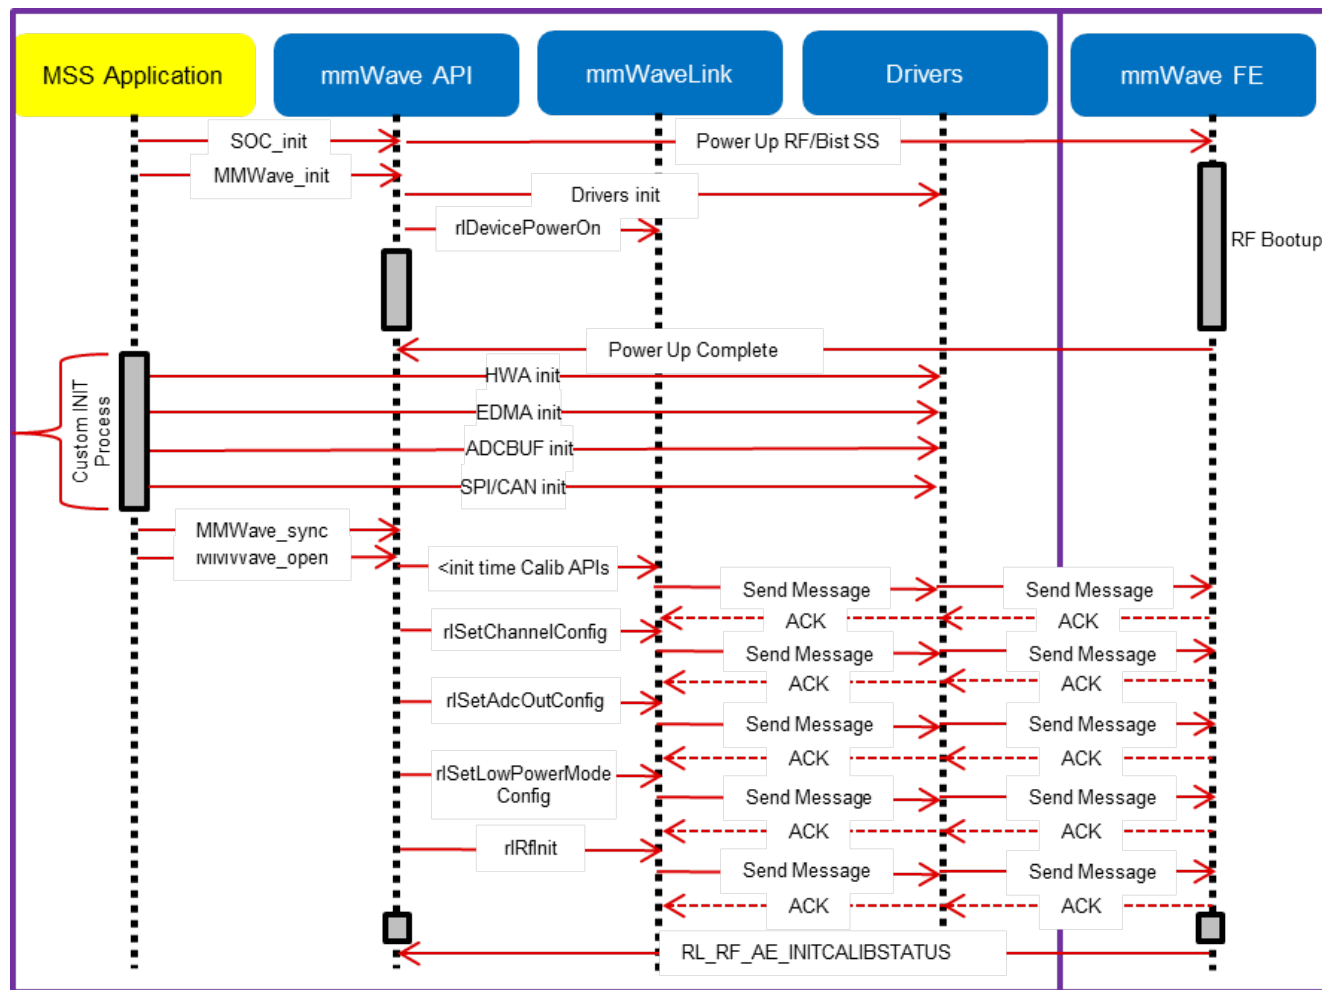 MSS Application
mmWave API
mmWaveLink
Drivers
mmWave FE
SOC_init
Power Up RF/Bist SS
MMWave_init
Drivers init
rlDevicePowerOn
RF Bootup
Power Up Complete
Custom INIT
Process
HWA init
EDMA init
ADCBUF init
SPI/CAN init
MMWave_sync
MMWave_open
<init time Calib APIs
Send Message
Send Message
ACK
ACK
rlSetChannelConfig
Send Message
Send Message
ACK
ACK
rlSetAdcOutConfig
Send Message
Send Message
ACK
ACK
rlSetLowPowerMode
Config
Send Message
Send Message
ACK
ACK
rlRfInit
Send Message
Send Message
ACK
ACK
RL_RF_AE_INITCALIBSTATUS